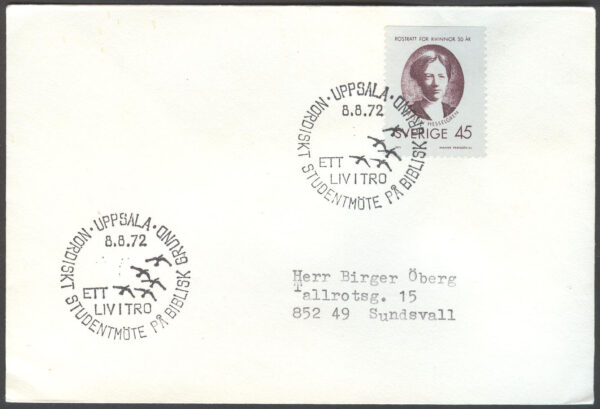 RÖSTRÄTT FÖR KVINNOR 50 ÅR
HESSELGREN
SVERIGE 45
NORDISKT STUDENTMÖTE PÅ BIBLISK GRUND · UPPSALA ·
8.8.72
ETT
LIV I TRO
NORDISKT STUDENTMÖTE PÅ BIBLISK GRUND · UPPSALA ·
8.8.72
ETT
LIV I TRO
Herr Birger Öberg
Tallrotsg. 15
852 49 Sundsvall